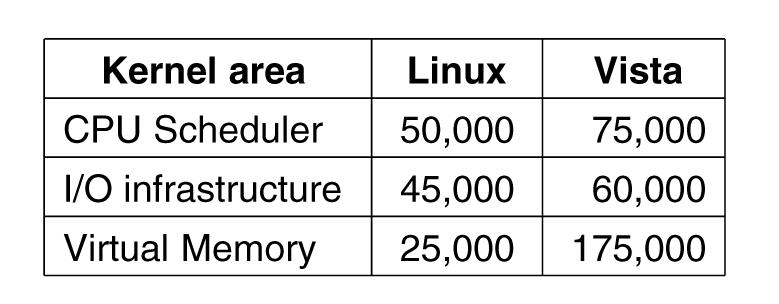 Kernel area Linux Vista
CPU Scheduler 50,000 75,000
I/O infrastructure 45,000 60,000
Virtual Memory 25,000 175,000